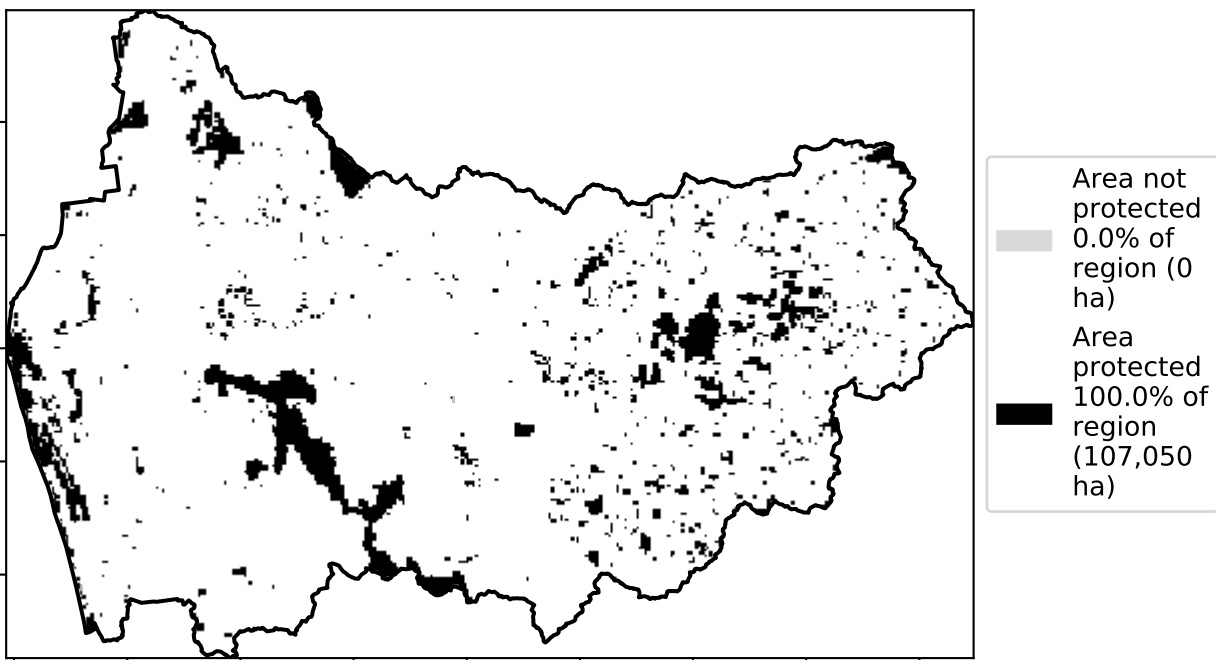 Area not
protected
0.0% of
region (0
ha)
Area
protected
100.0% of
region
(107,050
ha)